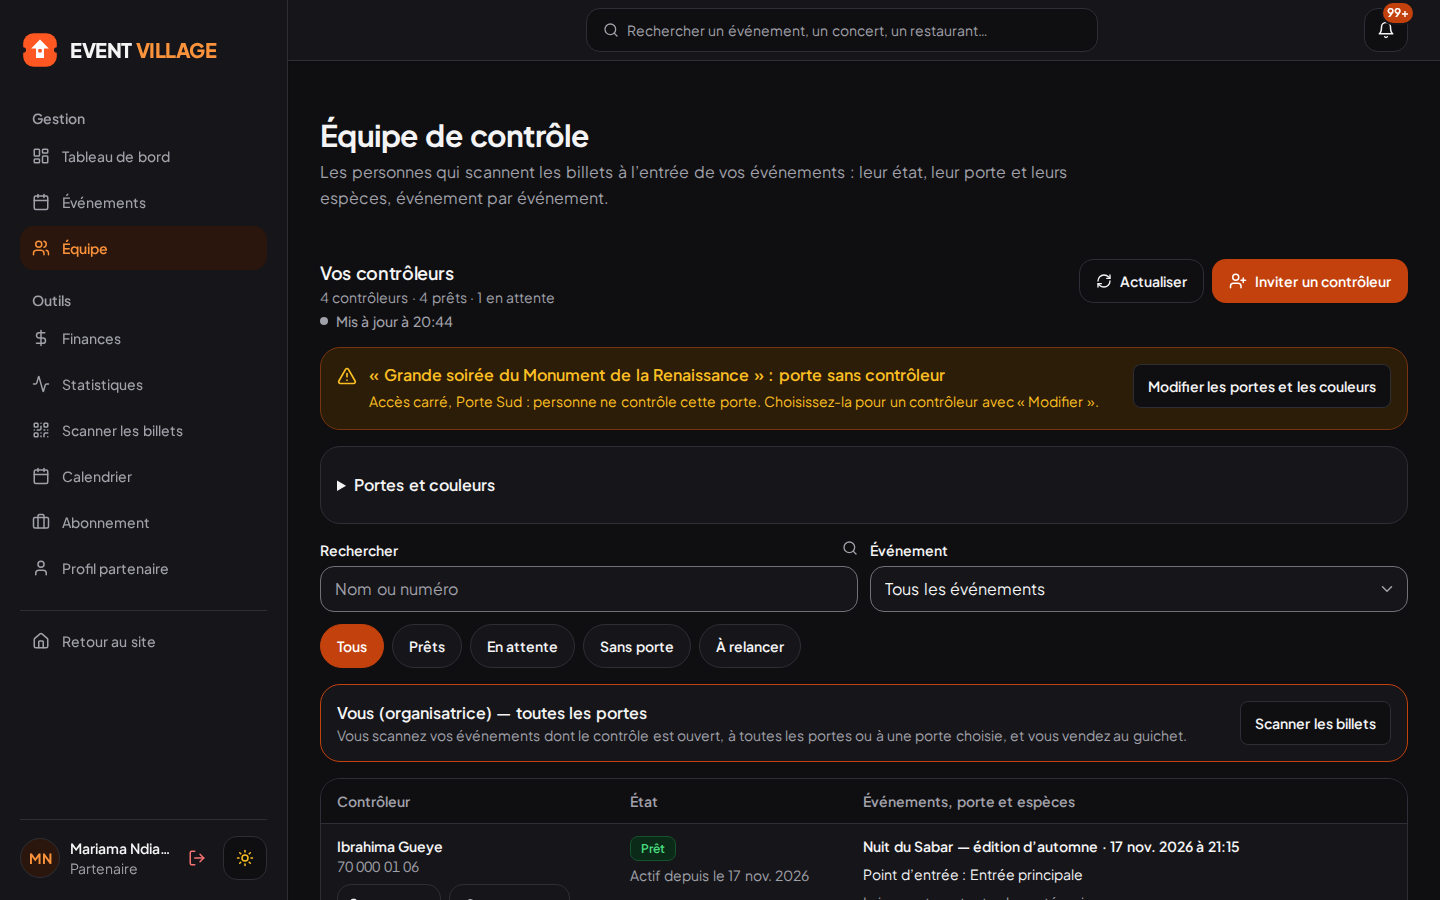 EVENT VILLAGE
Rechercher un événement, un concert, un restaurant...
99+
Gestion
Tableau de bord
Événements
Équipe
Outils
Finances
Statistiques
Scanner les billets
Calendrier
Abonnement
Profil partenaire
Retour au site
MN
Mariama Ndia...
Partenaire
Équipe de contrôle
Les personnes qui scannent les billets à l'entrée de vos événements : leur état, leur porte et leurs
espèces, événement par événement.
Vos contrôleurs
4 contrôleurs · 4 prêts · 1 en attente
Mis à jour à 20:44
Actualiser
Inviter un contrôleur
« Grande soirée du Monument de la Renaissance » : porte sans contrôleur
Accès carré, Porte Sud : personne ne contrôle cette porte. Choisissez-la pour un contrôleur avec « Modifier ».
Modifier les portes et les couleurs
Portes et couleurs
Rechercher
Nom ou numéro
Événement
Tous les événements
Tous
Prêts
En attente
Sans porte
À relancer
Vous (organisatrice) — toutes les portes
Vous scannez vos événements dont le contrôle est ouvert, à toutes les portes ou à une porte choisie, et vous vendez au guichet.
Scanner les billets
Contrôleur
État
Événements, porte et espèces
Ibrahima Gueye
70 000 01 06
Prêt
Actif depuis le 17 nov. 2026
Nuit du Sabar — édition d'automne · 17 nov. 2026 à 21:15
Point d'entrée : Entrée principale